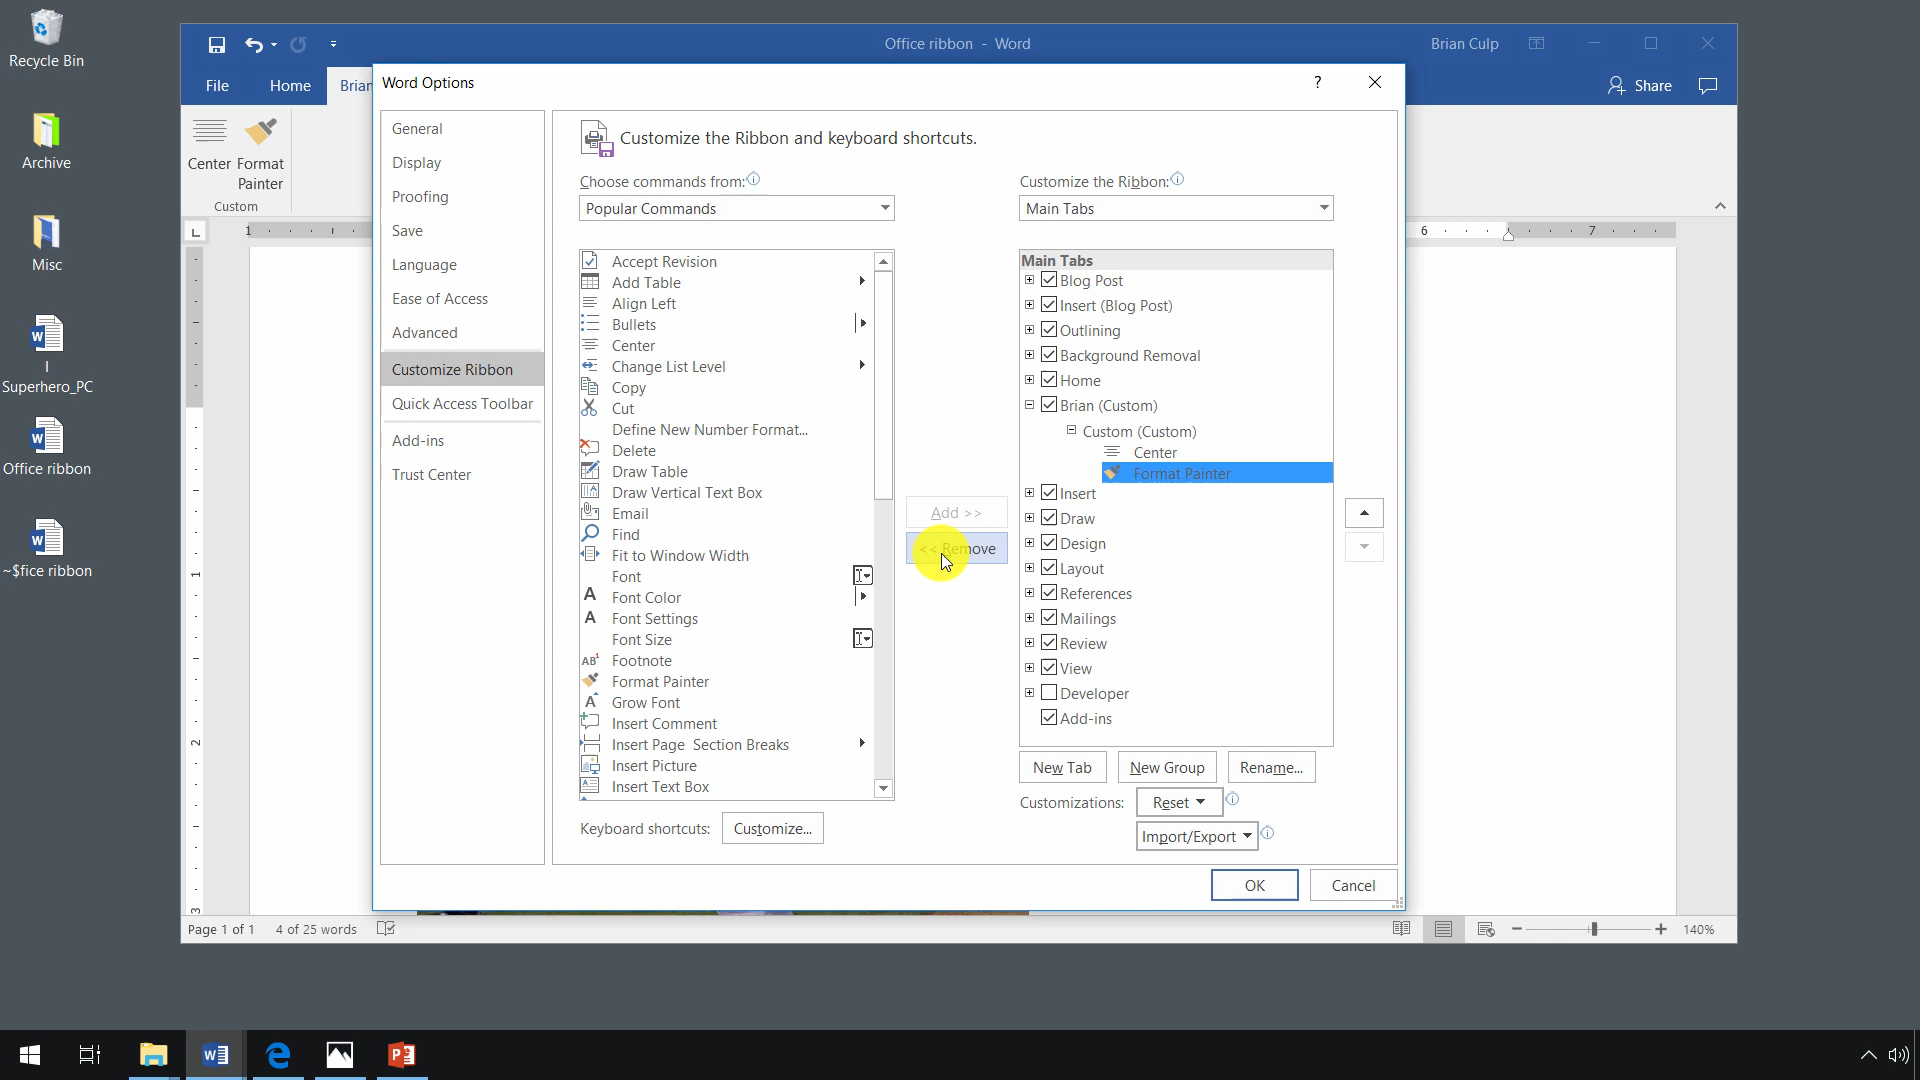 Recycle Bin
Archive
Misc
I
Superhero_PC
Office ribbon
~$fice ribbon
Office ribbon - Word
Brian Culp
File
Home
Brian
Share
Center
Format Painter
Custom
Word Options
?
General
Display
Proofing
Save
Language
Ease of Access
Advanced
Customize Ribbon
Quick Access Toolbar
Add-ins
Trust Center
Customize the Ribbon and keyboard shortcuts.
Choose commands from:
Popular Commands
Accept Revision
Add Table
Align Left
Bullets
Center
Change List Level
Copy
Cut
Define New Number Format...
Delete
Draw Table
Draw Vertical Text Box
Email
Find
Fit to Window Width
Font
Font Color
Font Settings
Font Size
Footnote
Format Painter
Grow Font
Insert Comment
Insert Page Section Breaks
Insert Picture
Insert Text Box
Keyboard shortcuts:
Customize...
Add >>
<< Remove
Customize the Ribbon:
Main Tabs
Main Tabs
Blog Post
Insert (Blog Post)
Outlining
Background Removal
Home
Brian (Custom)
Custom (Custom)
Center
Format Painter
Insert
Draw
Design
Layout
References
Mailings
Review
View
Developer
Add-ins
New Tab
New Group
Rename...
Customizations:
Reset
Import/Export
OK
Cancel
1
6
7
1
2
3
Page 1 of 1
4 of 25 words
140%